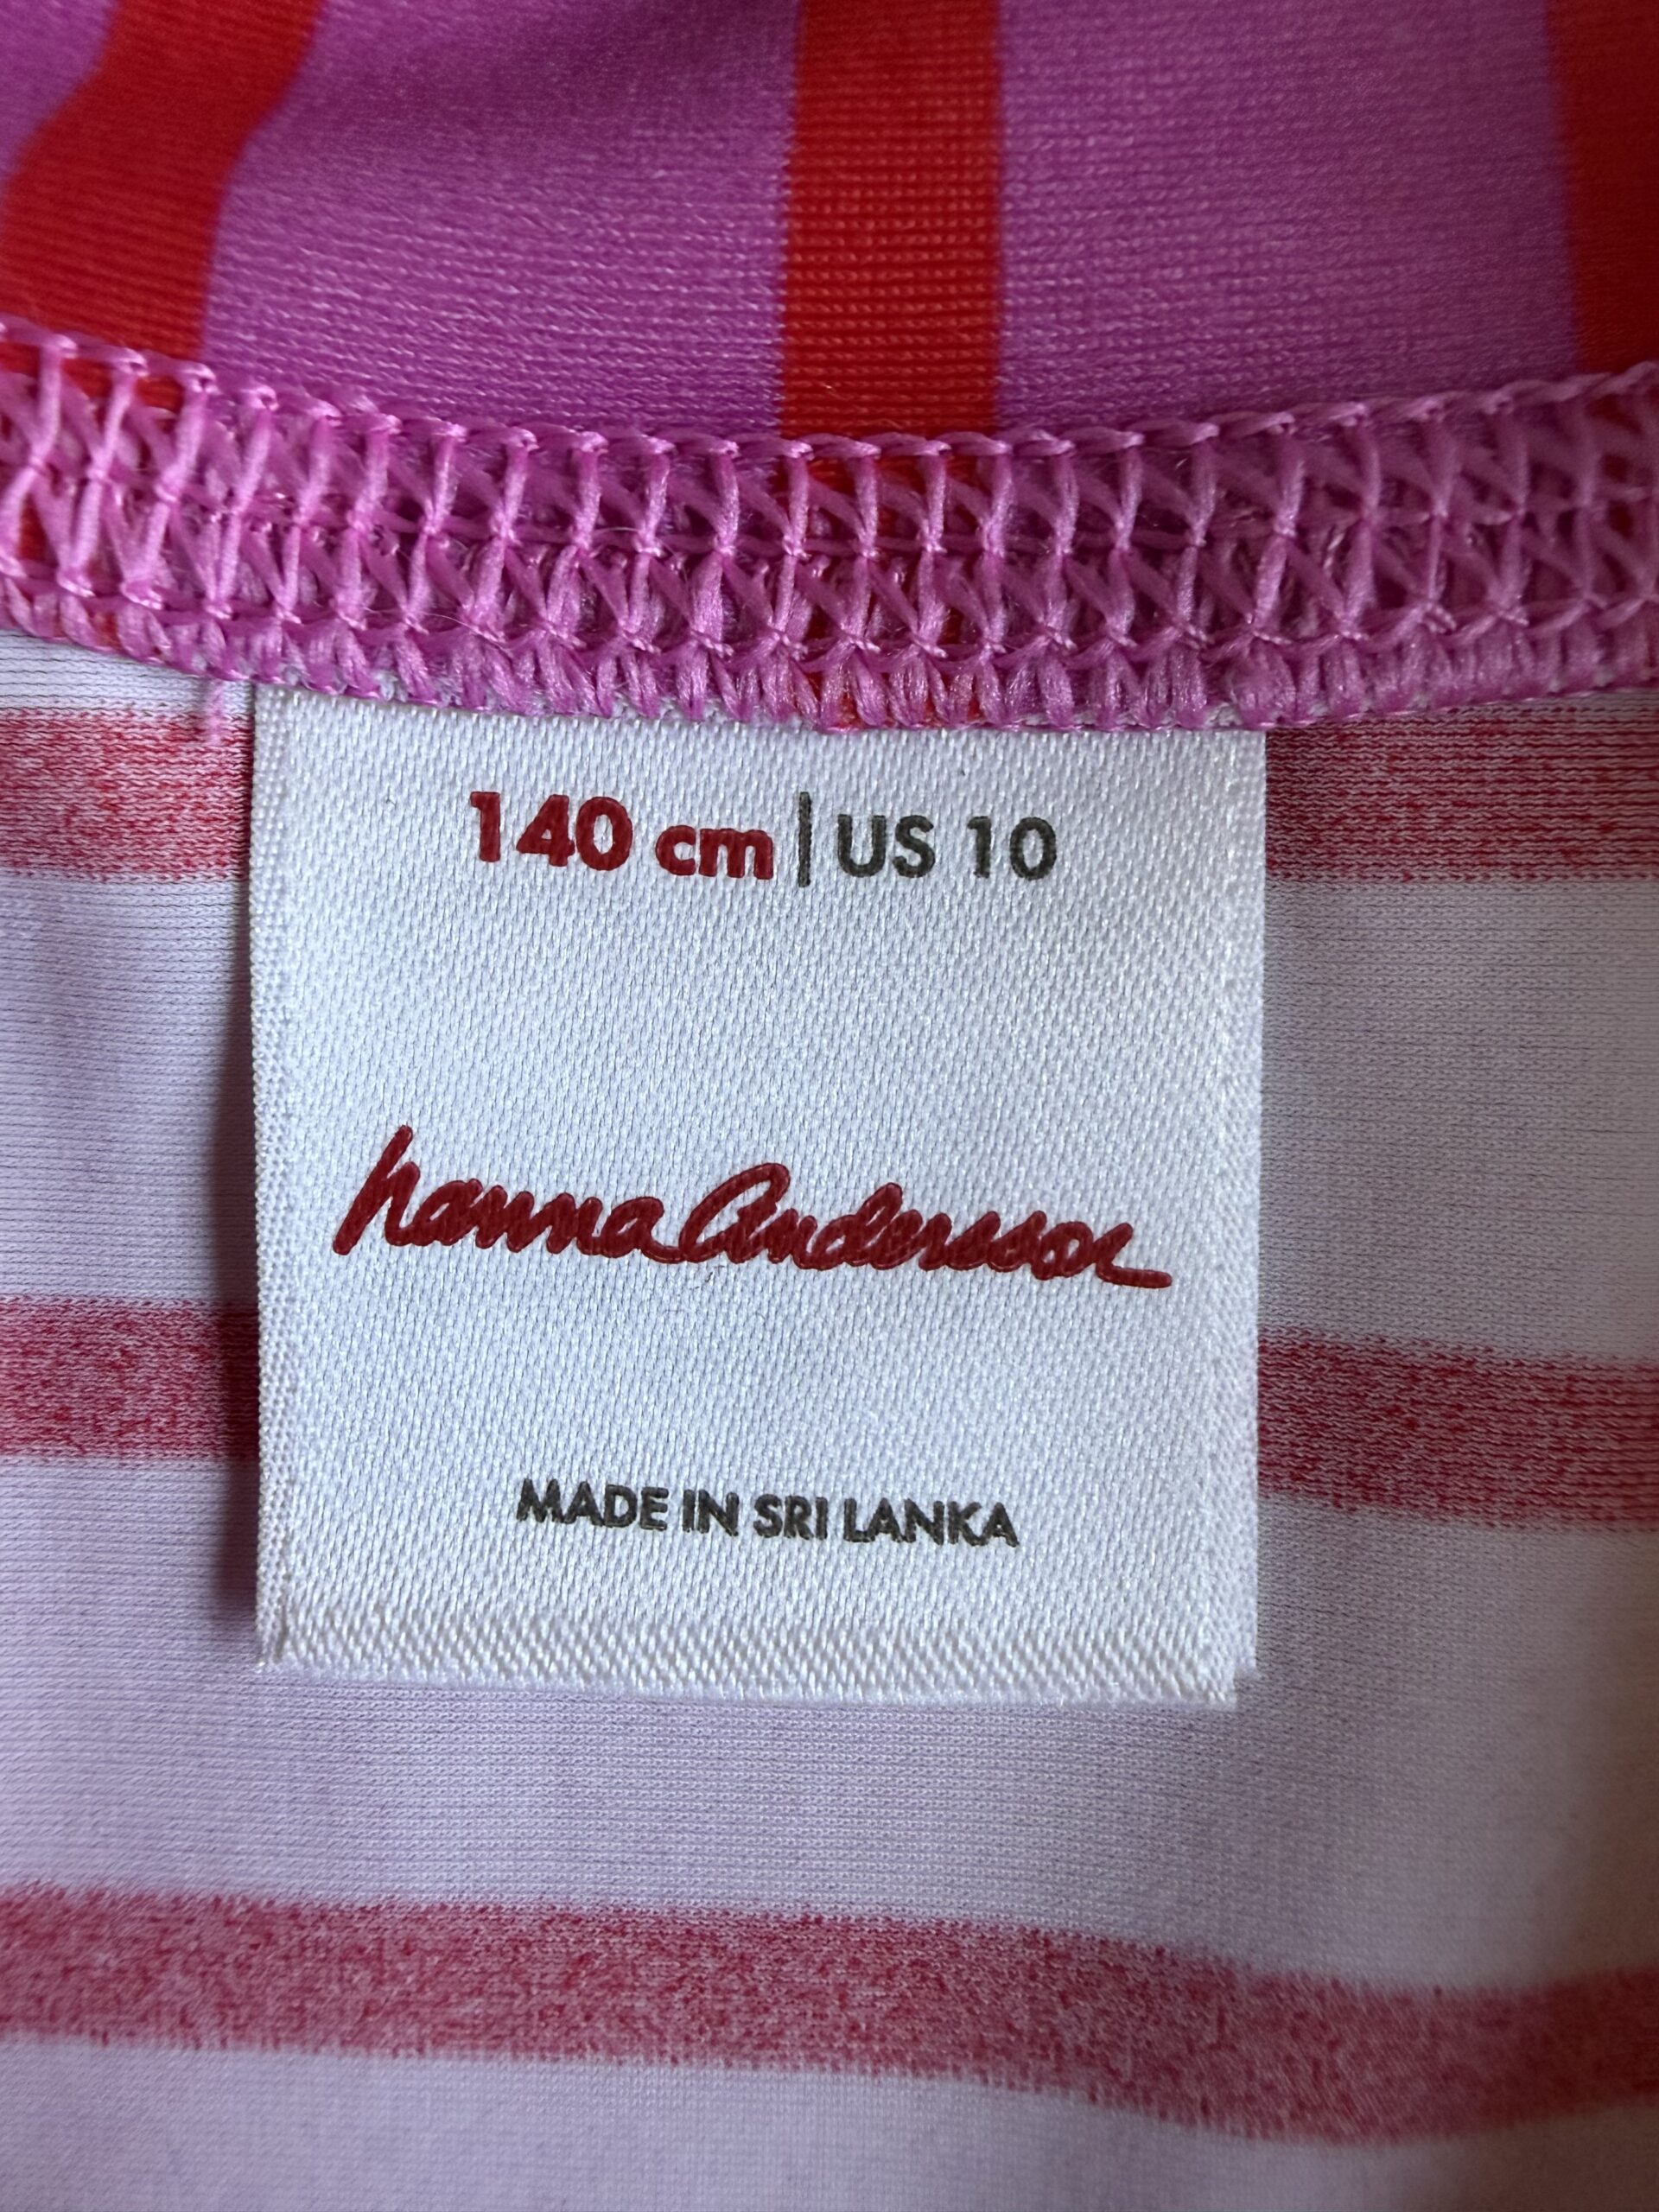 140 cm | US 10
hanna Andersson
MADE IN SRI LANKA